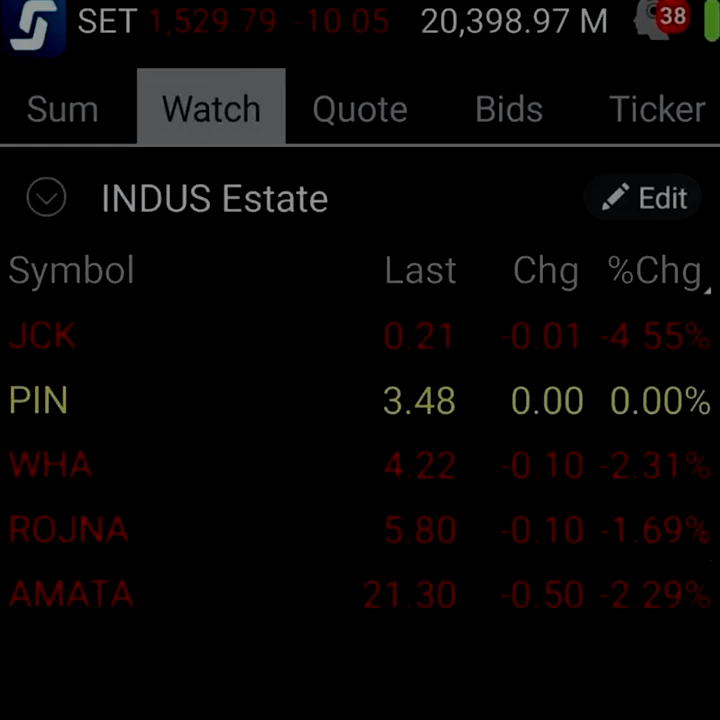 SET 1,529.79 -10.05 20,398.97 M 38
Sum Watch Quote Bids Ticker
INDUS Estate Edit
Symbol Last Chg %Chg
JCK 0.21 -0.01 -4.55%
PIN 3.48 0.00 0.00%
WHA 4.22 -0.10 -2.31%
ROJNA 5.80 -0.10 -1.69%
AMATA 21.30 -0.50 -2.29%